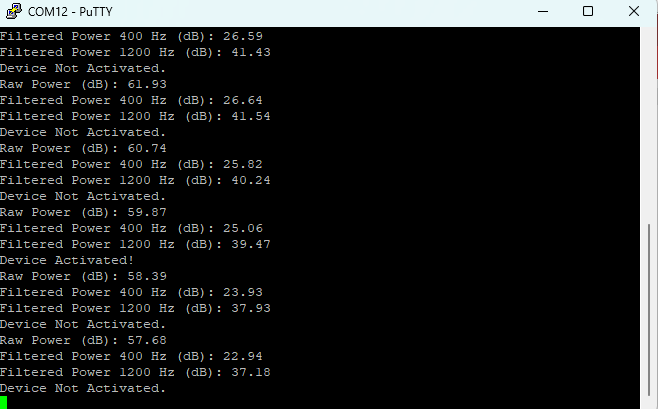 COM12 - PuTTY
Filtered Power 400 Hz (dB): 26.59
Filtered Power 1200 Hz (dB): 41.43
Device Not Activated.
Raw Power (dB): 61.93
Filtered Power 400 Hz (dB): 26.64
Filtered Power 1200 Hz (dB): 41.54
Device Not Activated.
Raw Power (dB): 60.74
Filtered Power 400 Hz (dB): 25.82
Filtered Power 1200 Hz (dB): 40.24
Device Not Activated.
Raw Power (dB): 59.87
Filtered Power 400 Hz (dB): 25.06
Filtered Power 1200 Hz (dB): 39.47
Device Activated!
Raw Power (dB): 58.39
Filtered Power 400 Hz (dB): 23.93
Filtered Power 1200 Hz (dB): 37.93
Device Not Activated.
Raw Power (dB): 57.68
Filtered Power 400 Hz (dB): 22.94
Filtered Power 1200 Hz (dB): 37.18
Device Not Activated.